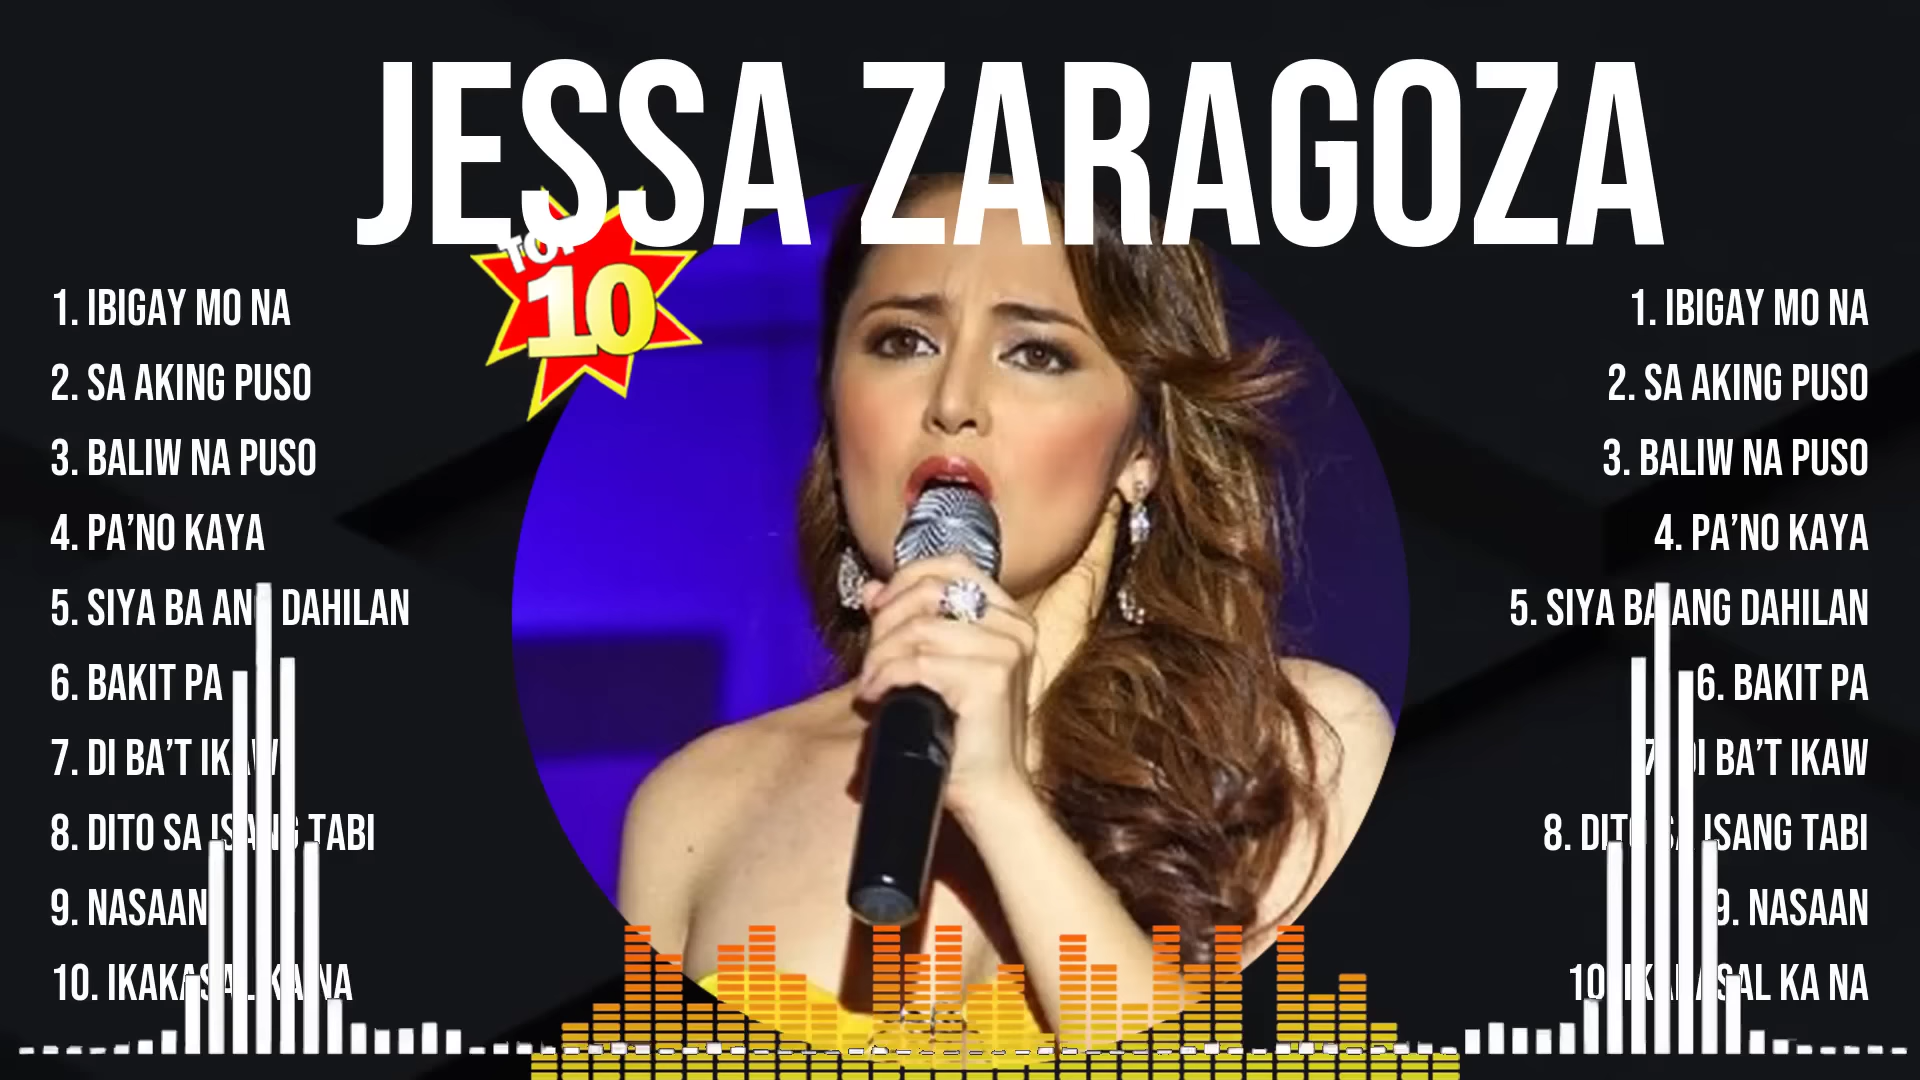 JESSA ZARAGOZA
TOP
10
1. IBIGAY MO NA
2. SA AKING PUSO
3. BALIW NA PUSO
4. PA’NO KAYA
5. SIYA BA ANG DAHILAN
6. BAKIT PA
7. DI BA’T IKAW
8. DITO SA ISANG TABI
9. NASAAN
10. IKAKASAL KA NA
1. IBIGAY MO NA
2. SA AKING PUSO
3. BALIW NA PUSO
4. PA’NO KAYA
5. SIYA BA ANG DAHILAN
6. BAKIT PA
7. DI BA’T IKAW
8. DITO SA ISANG TABI
9. NASAAN
10. IKAKASAL KA NA